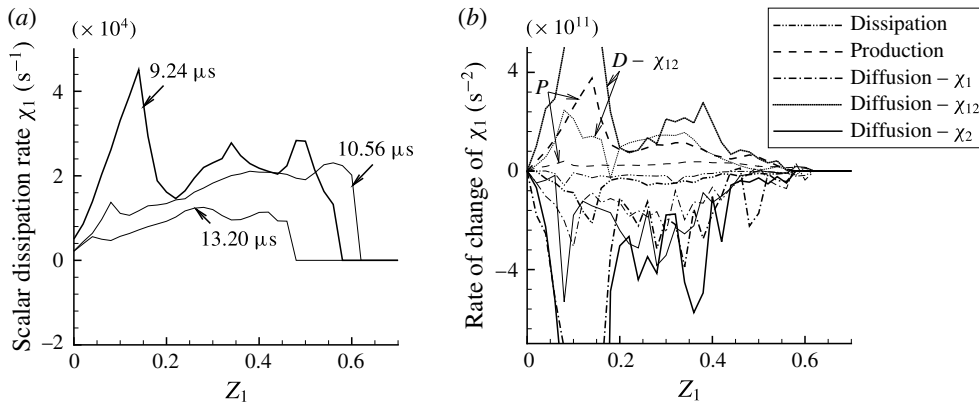 (a)
(× 10⁴)
Scalar dissipation rate χ₁ (s⁻¹)
4
2
0
−2
9.24 μs
10.56 μs
13.20 μs
0
0.2
0.4
0.6
Z₁
(b)
(× 10¹¹)
Rate of change of χ₁ (s⁻²)
4
0
−4
P
D − χ₁₂
0
0.2
0.4
0.6
Z₁
Dissipation
Production
Diffusion − χ₁
Diffusion − χ₁₂
Diffusion − χ₂